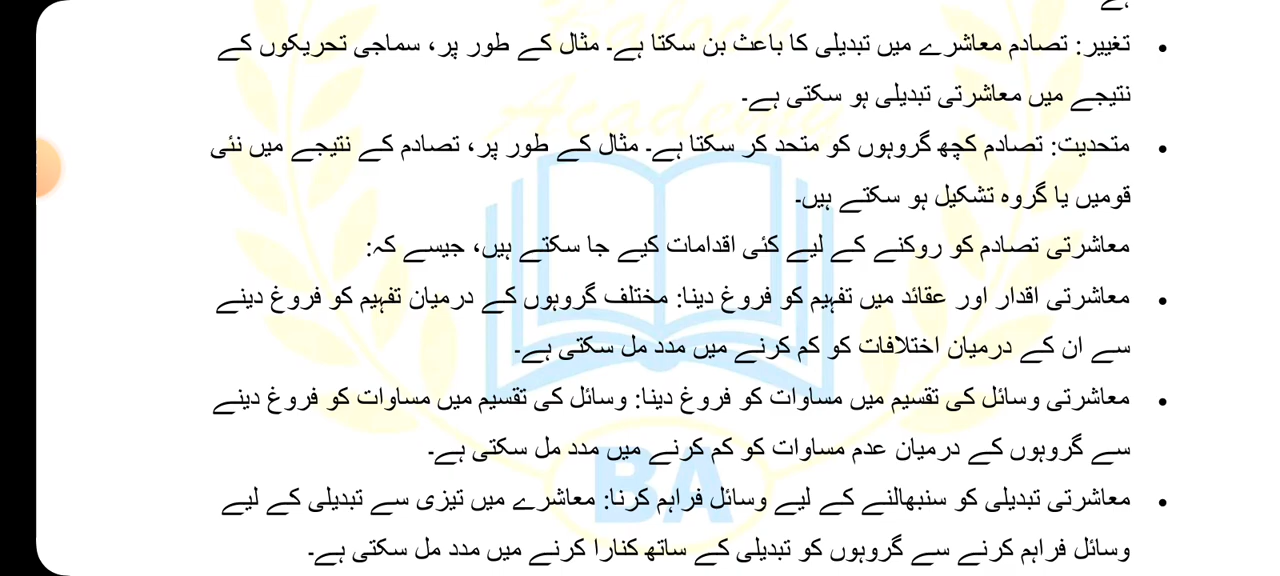 ہے
تغییر: تصادم معاشرے میں تبدیلی کا باعث بن سکتا ہے۔ مثال کے طور پر، سماجی تحریکوں کے
نتیجے میں معاشرتی تبدیلی ہو سکتی ہے۔
متحدیت: تصادم کچھ گروہوں کو متحد کر سکتا ہے۔ مثال کے طور پر، تصادم کے نتیجے میں نئی
قومیں یا گروہ تشکیل ہو سکتے ہیں۔
معاشرتی تصادم کو روکنے کے لیے کئی اقدامات کیے جا سکتے ہیں، جیسے کہ:
معاشرتی اقدار اور عقائد میں تفہیم کو فروغ دینا: مختلف گروہوں کے درمیان تفہیم کو فروغ دینے
سے ان کے درمیان اختلافات کو کم کرنے میں مدد مل سکتی ہے۔
معاشرتی وسائل کی تقسیم میں مساوات کو فروغ دینا: وسائل کی تقسیم میں مساوات کو فروغ دینے
سے گروہوں کے درمیان عدم مساوات کو کم کرنے میں مدد مل سکتی ہے۔
معاشرتی تبدیلی کو سنبھالنے کے لیے وسائل فراہم کرنا: معاشرے میں تیزی سے تبدیلی کے لیے
وسائل فراہم کرنے سے گروہوں کو تبدیلی کے ساتھ کنارا کرنے میں مدد مل سکتی ہے۔
Academy
BA